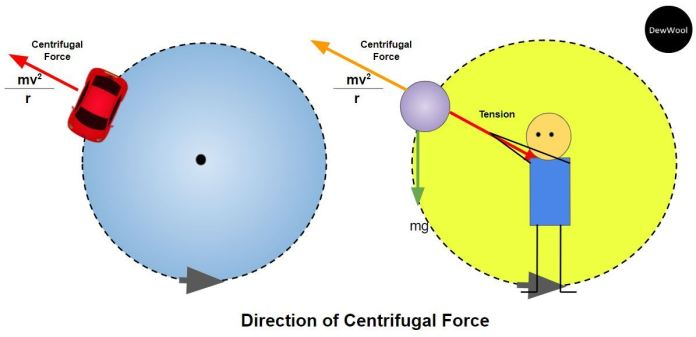 DewWool
Centrifugal
Force
mv²
r
Centrifugal
Force
mv²
r
Tension
mg
Direction of Centrifugal Force